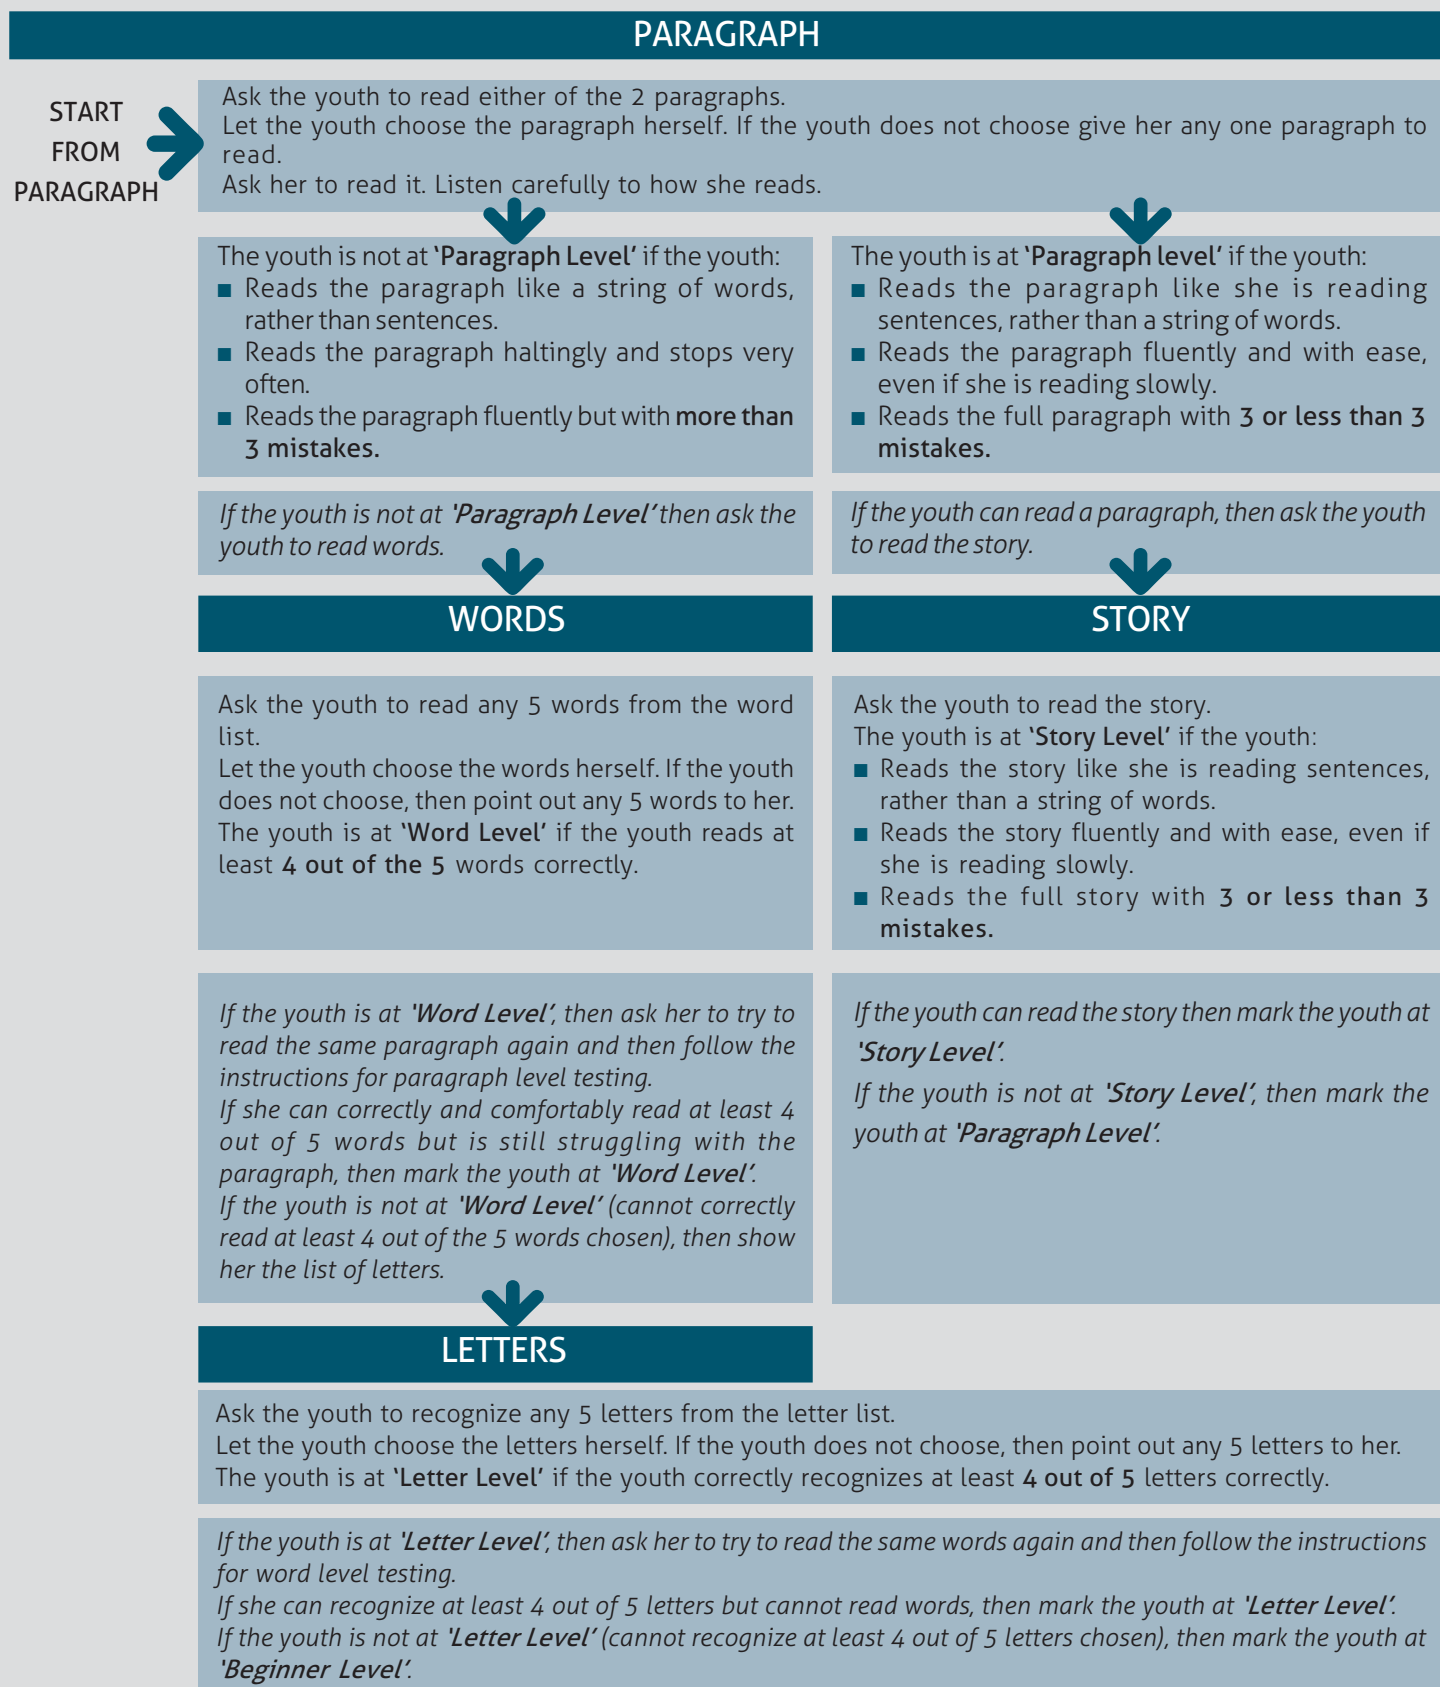 PARAGRAPH
START
FROM
PARAGRAPH
Ask the youth to read either of the 2 paragraphs.
Let the youth choose the paragraph herself. If the youth does not choose give her any one paragraph to
read.
Ask her to read it. Listen carefully to how she reads.
The youth is not at ‘Paragraph Level’ if the youth:
■ Reads the paragraph like a string of words,
rather than sentences.
■ Reads the paragraph haltingly and stops very
often.
■ Reads the paragraph fluently but with more than
3 mistakes.
If the youth is not at ‘Paragraph Level’ then ask the
youth to read words.
The youth is at ‘Paragraph level’ if the youth:
■ Reads the paragraph like she is reading
sentences, rather than a string of words.
■ Reads the paragraph fluently and with ease,
even if she is reading slowly.
■ Reads the full paragraph with 3 or less than 3
mistakes.
If the youth can read a paragraph, then ask the youth
to read the story.
WORDS
Ask the youth to read any 5 words from the word
list.
Let the youth choose the words herself. If the youth
does not choose, then point out any 5 words to her.
The youth is at ‘Word Level’ if the youth reads at
least 4 out of the 5 words correctly.
If the youth is at ‘Word Level’, then ask her to try to
read the same paragraph again and then follow the
instructions for paragraph level testing.
If she can correctly and comfortably read at least 4
out of 5 words but is still struggling with the
paragraph, then mark the youth at ‘Word Level’.
If the youth is not at ‘Word Level’ (cannot correctly
read at least 4 out of the 5 words chosen), then show
her the list of letters.
STORY
Ask the youth to read the story.
The youth is at ‘Story Level’ if the youth:
■ Reads the story like she is reading sentences,
rather than a string of words.
■ Reads the story fluently and with ease, even if
she is reading slowly.
■ Reads the full story with 3 or less than 3
mistakes.
If the youth can read the story then mark the youth at
‘Story Level’.
If the youth is not at ‘Story Level’, then mark the
youth at ‘Paragraph Level’.
LETTERS
Ask the youth to recognize any 5 letters from the letter list.
Let the youth choose the letters herself. If the youth does not choose, then point out any 5 letters to her.
The youth is at ‘Letter Level’ if the youth correctly recognizes at least 4 out of 5 letters correctly.
If the youth is at ‘Letter Level’, then ask her to try to read the same words again and then follow the instructions
for word level testing.
If she can recognize at least 4 out of 5 letters but cannot read words, then mark the youth at ‘Letter Level’.
If the youth is not at ‘Letter Level’ (cannot recognize at least 4 out of 5 letters chosen), then mark the youth at
‘Beginner Level’.